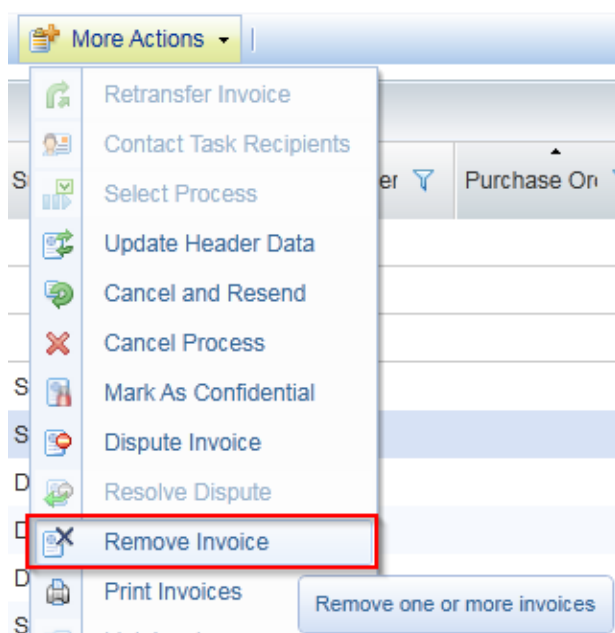 More Actions
Retransfer Invoice
Contact Task Recipients
S
er
Purchase Or
Select Process
Update Header Data
Cancel and Resend
Cancel Process
S
Mark As Confidential
S
Dispute Invoice
D
Resolve Dispute
D
Remove Invoice
D
Print Invoices
Remove one or more invoices
S